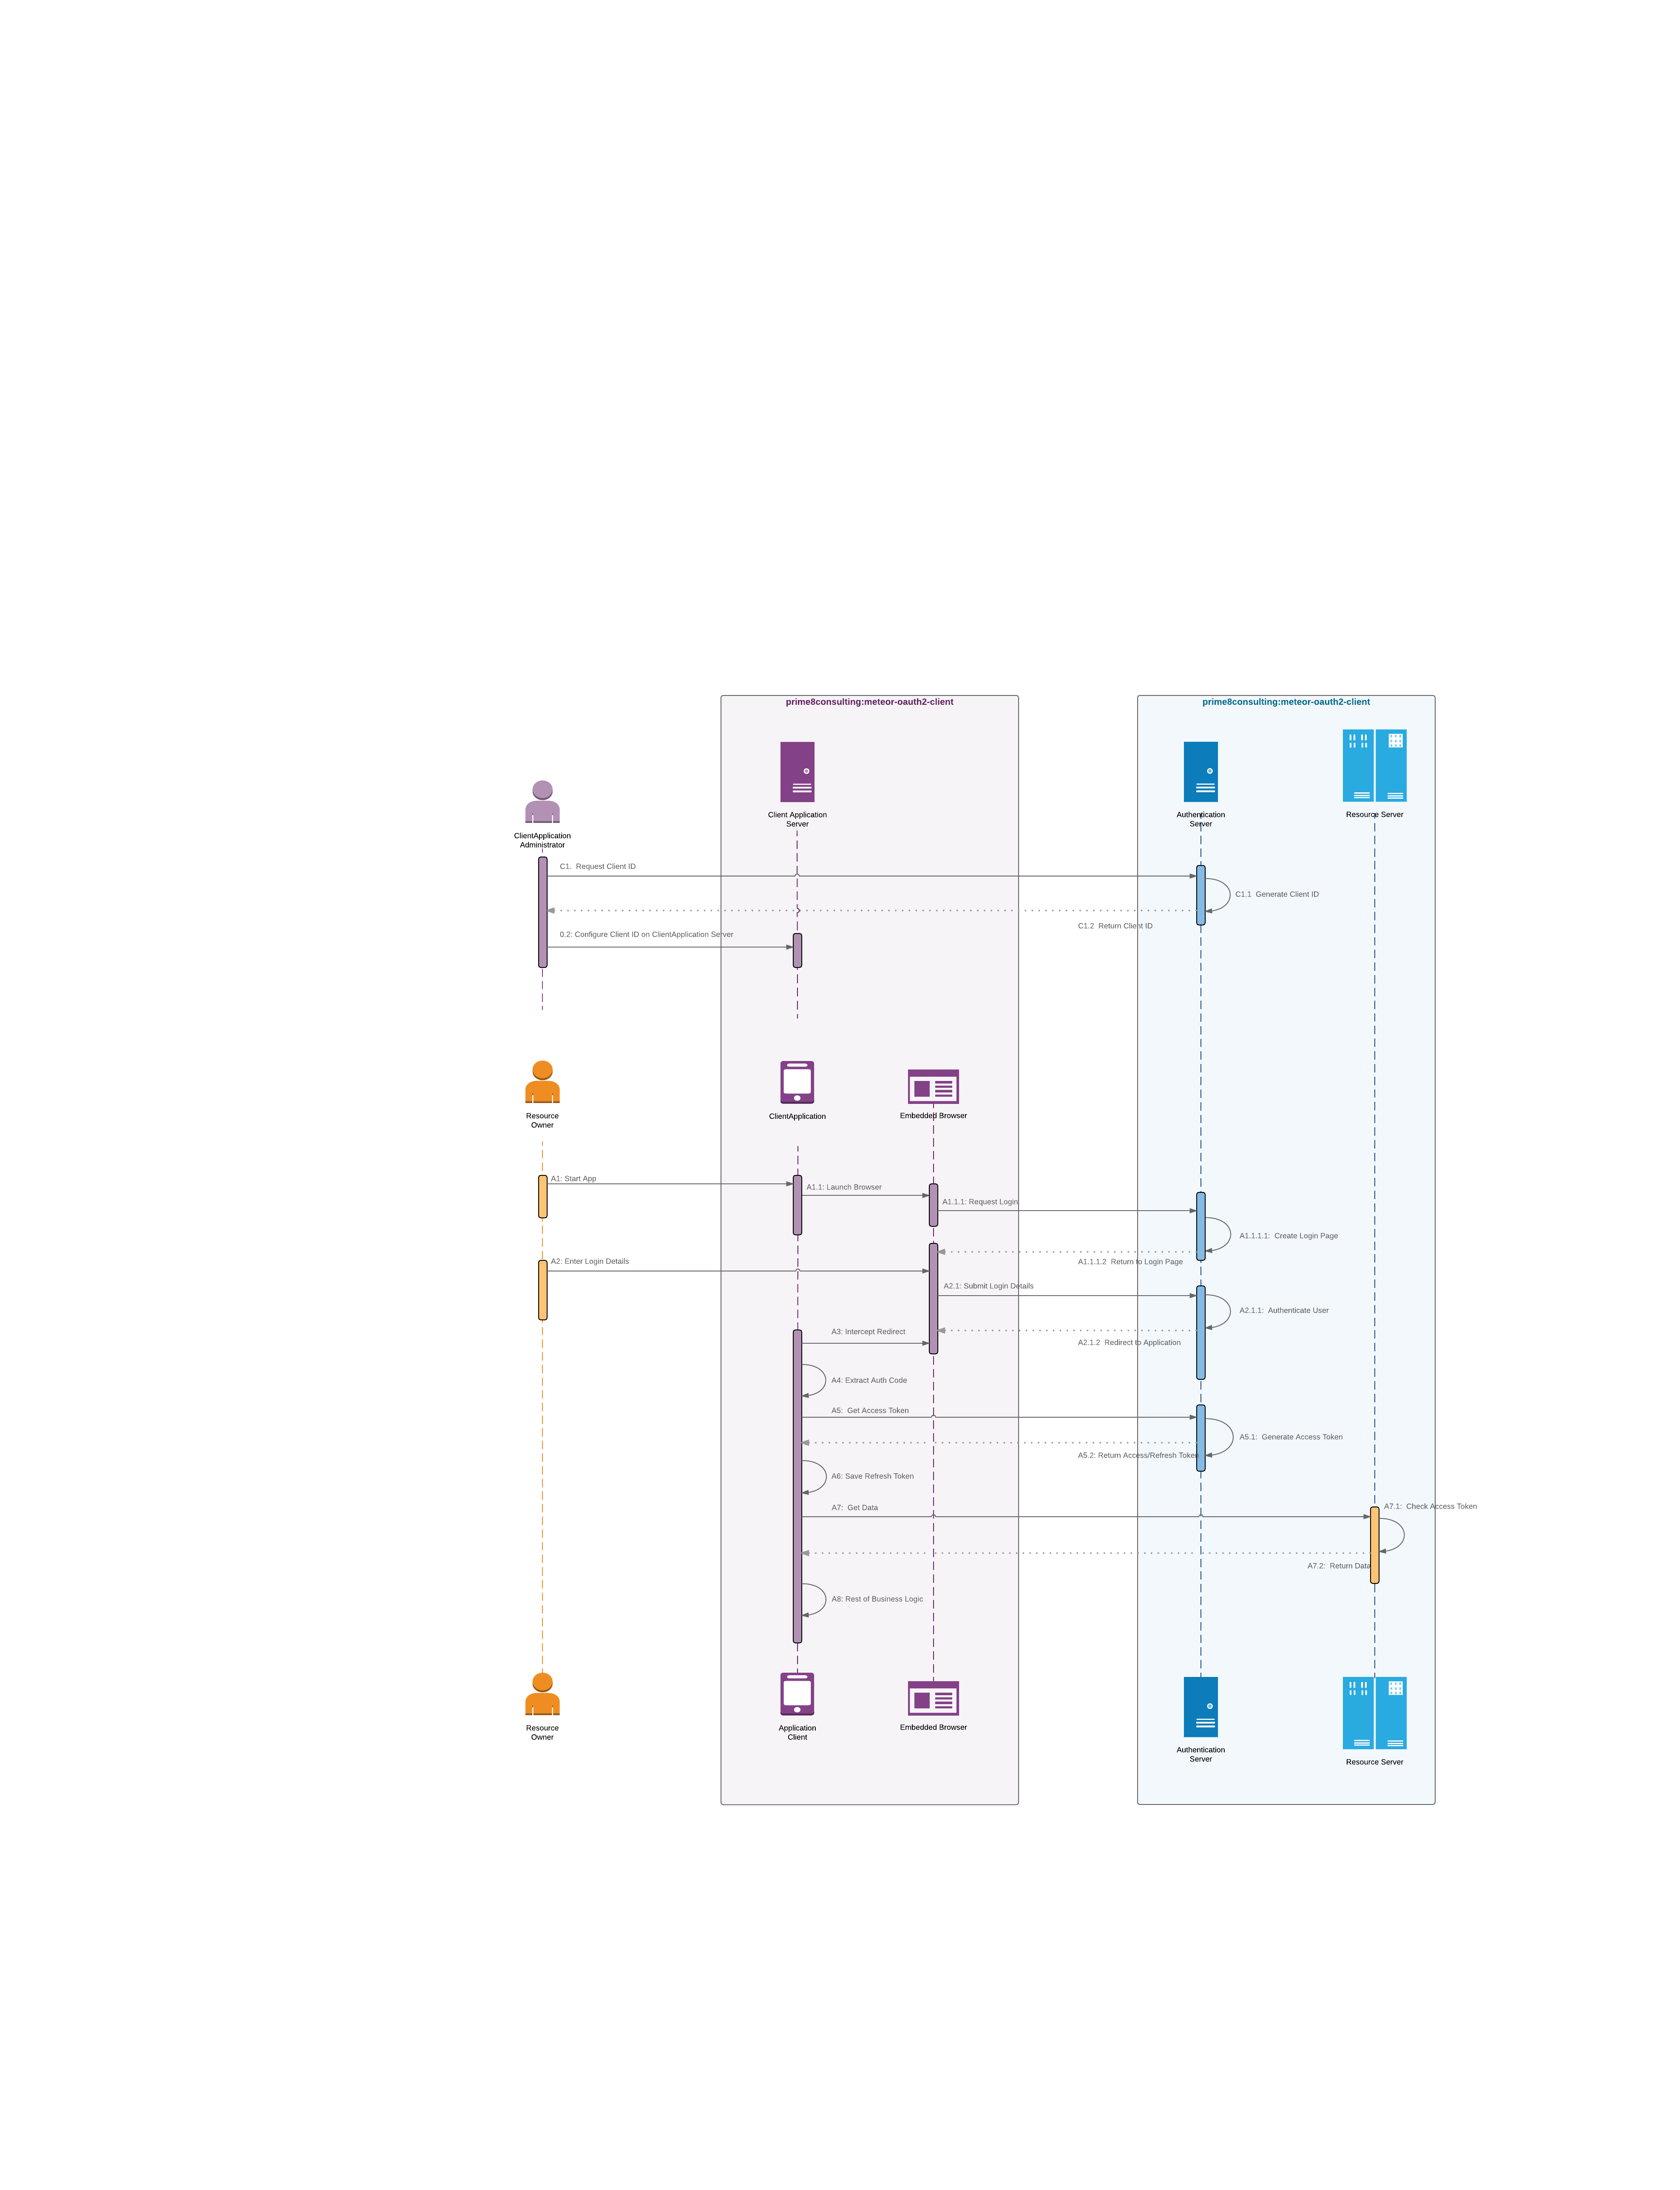 prime8consulting:meteor-oauth2-client
prime8consulting:meteor-oauth2-client
Client Application
Server
Authentication
Server
Resource Server
ClientApplication
Administrator
C1.  Request Client ID
C1.1  Generate Client ID
C1.2  Return Client ID
0.2: Configure Client ID on ClientApplication Server
Resource
Owner
ClientApplication
Embedded Browser
A1: Start App
A1.1: Launch Browser
A1.1.1: Request Login
A1.1.1.1:  Create Login Page
A1.1.1.2  Return to Login Page
A2: Enter Login Details
A2.1: Submit Login Details
A2.1.1:  Authenticate User
A3: Intercept Redirect
A2.1.2  Redirect to Application
A4: Extract Auth Code
A5:  Get Access Token
A5.1:  Generate Access Token
A5.2: Return Access/Refresh Token
A6: Save Refresh Token
A7:  Get Data
A7.1:  Check Access Token
A7.2:  Return Data
A8: Rest of Business Logic
Resource
Owner
Application
Client
Embedded Browser
Authentication
Server
Resource Server